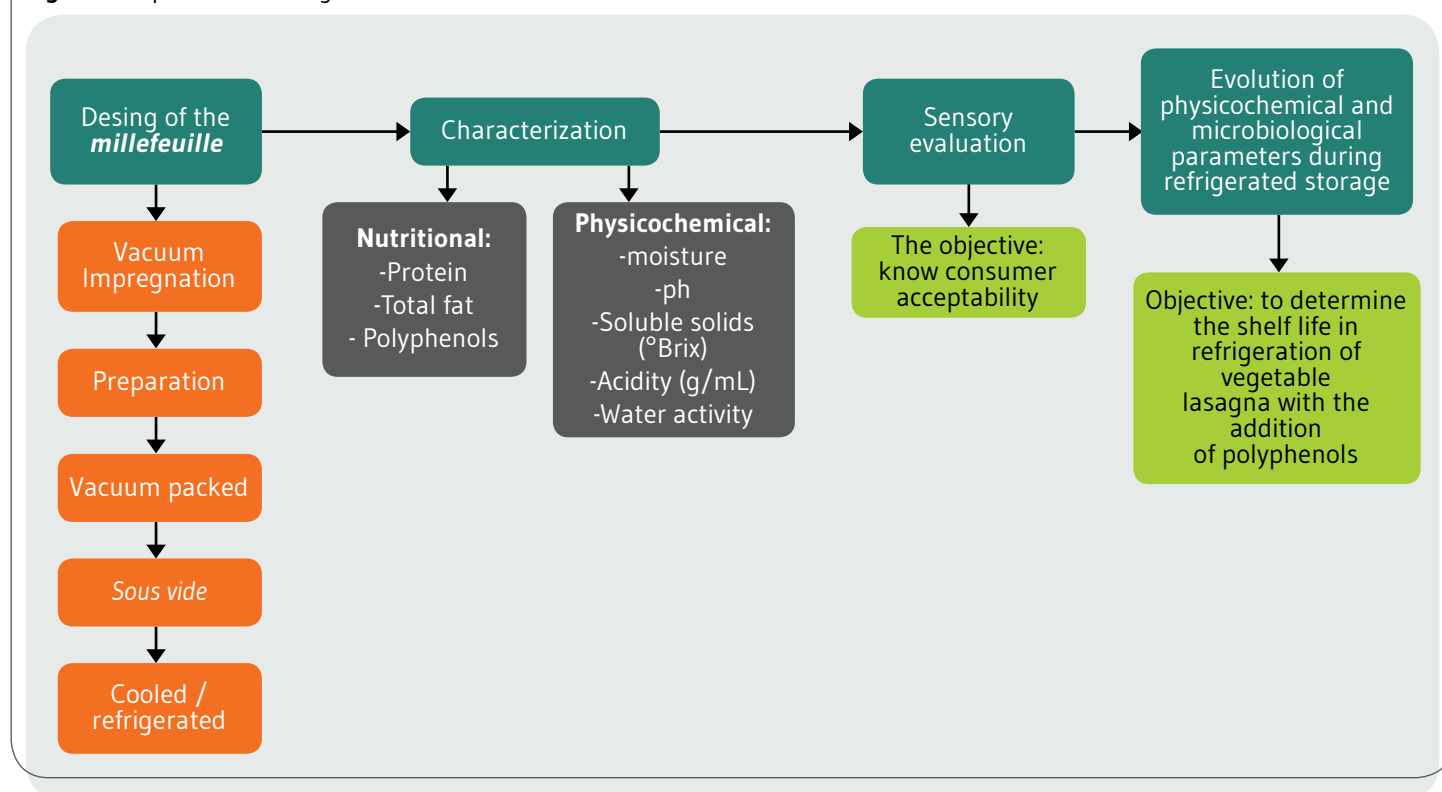 Desing of the
millefeuille
Vacuum
Impregnation
Preparation
Vacuum packed
Sous vide
Cooled /
refrigerated
Characterization
Nutritional:
-Protein
-Total fat
- Polyphenols
Physicochemical:
-moisture
-ph
-Soluble solids
(°Brix)
-Acidity (g/mL)
-Water activity
Sensory
evaluation
The objective:
know consumer
acceptability
Evolution of
physicochemical and
microbiological
parameters during
refrigerated storage
Objective: to determine
the shelf life in
refrigeration of
vegetable
lasagna with the
addition
of polyphenols